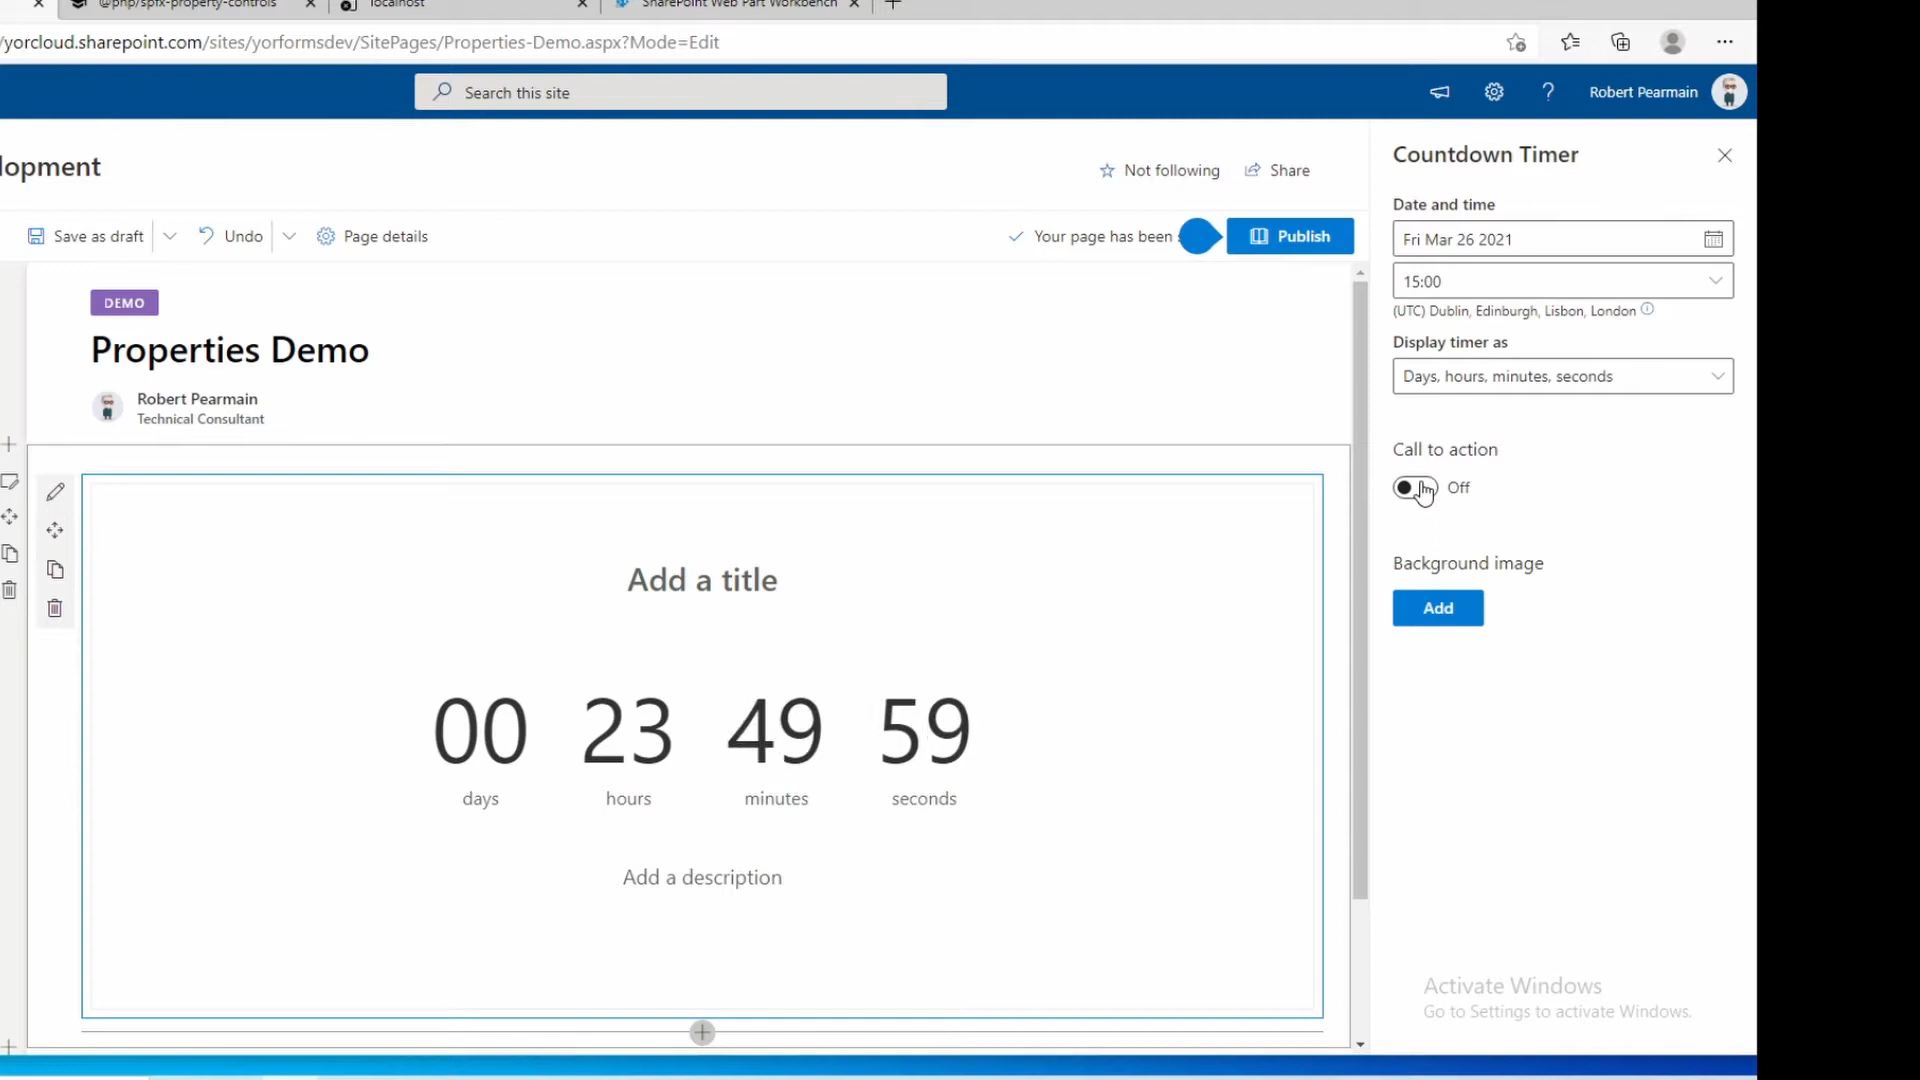 @pnp/spfx-property-controls
localhost
SharePoint Web Part Workbench
/yorcloud.sharepoint.com/sites/yorformsdev/SitePages/Properties-Demo.aspx?Mode=Edit
Search this site
Robert Pearmain
lopment
Not following
Share
Save as draft
Undo
Page details
Your page has been
Publish
DEMO
Properties Demo
Robert Pearmain
Technical Consultant
Add a title
00 23 49 59
days hours minutes seconds
Add a description
Countdown Timer
Date and time
Fri Mar 26 2021
15:00
(UTC) Dublin, Edinburgh, Lisbon, London
Display timer as
Days, hours, minutes, seconds
Call to action
Off
Background image
Add
Activate Windows
Go to Settings to activate Windows.